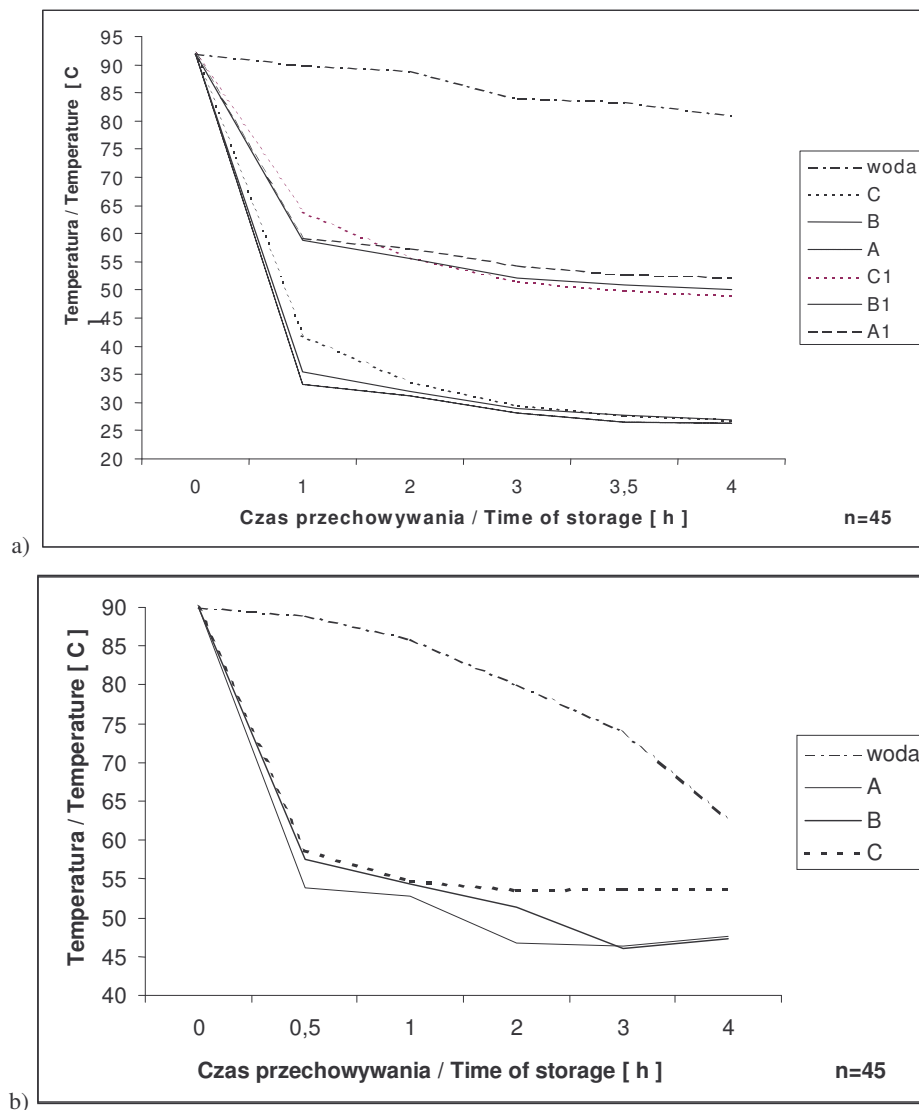 95
90
85
80
75
70
65
60
55
50
45
40
35
30
25
20
Temperatura / Temperature [ C
]
0 1 2 3 3,5 4
Czas przechowywania / Time of storage [ h ]
n=45
woda
C
B
A
C1
B1
A1
a)
90
85
80
75
70
65
60
55
50
45
40
Temperatura / Temperature [ C ]
0 0,5 1 2 3 4
Czas przechowywania / Time of storage [ h ]
n=45
woda
A
B
C
b)